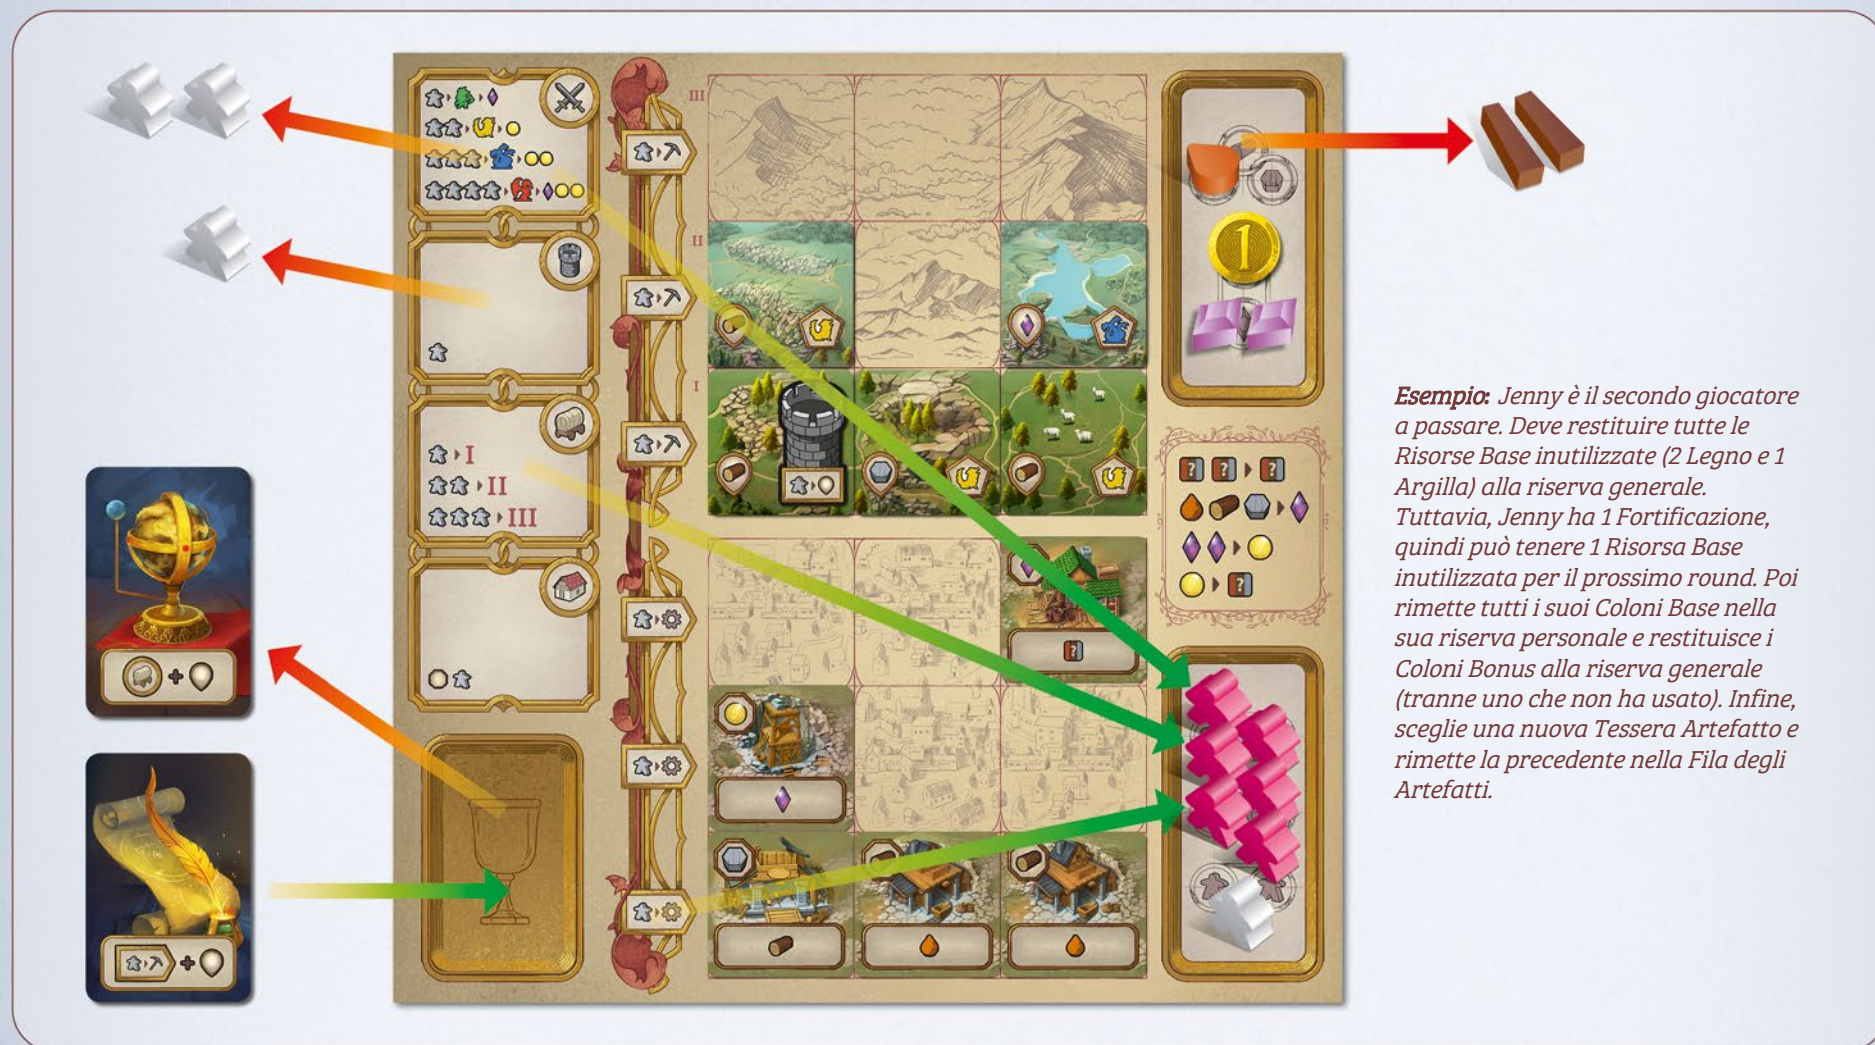 III
II
I
I
II
III
1
?
? ? ?
?
Esempio: Jenny è il secondo giocatore
a passare. Deve restituire tutte le
Risorse Base inutilizzate (2 Legno e 1
Argilla) alla riserva generale.
Tuttavia, Jenny ha 1 Fortificazione,
quindi può tenere 1 Risorsa Base
inutilizzata per il prossimo round. Poi
rimette tutti i suoi Coloni Base nella
sua riserva personale e restituisce i
Coloni Bonus alla riserva generale
(tranne uno che non ha usato). Infine,
sceglie una nuova Tessera Artefatto e
rimette la precedente nella Fila degli
Artefatti.
?